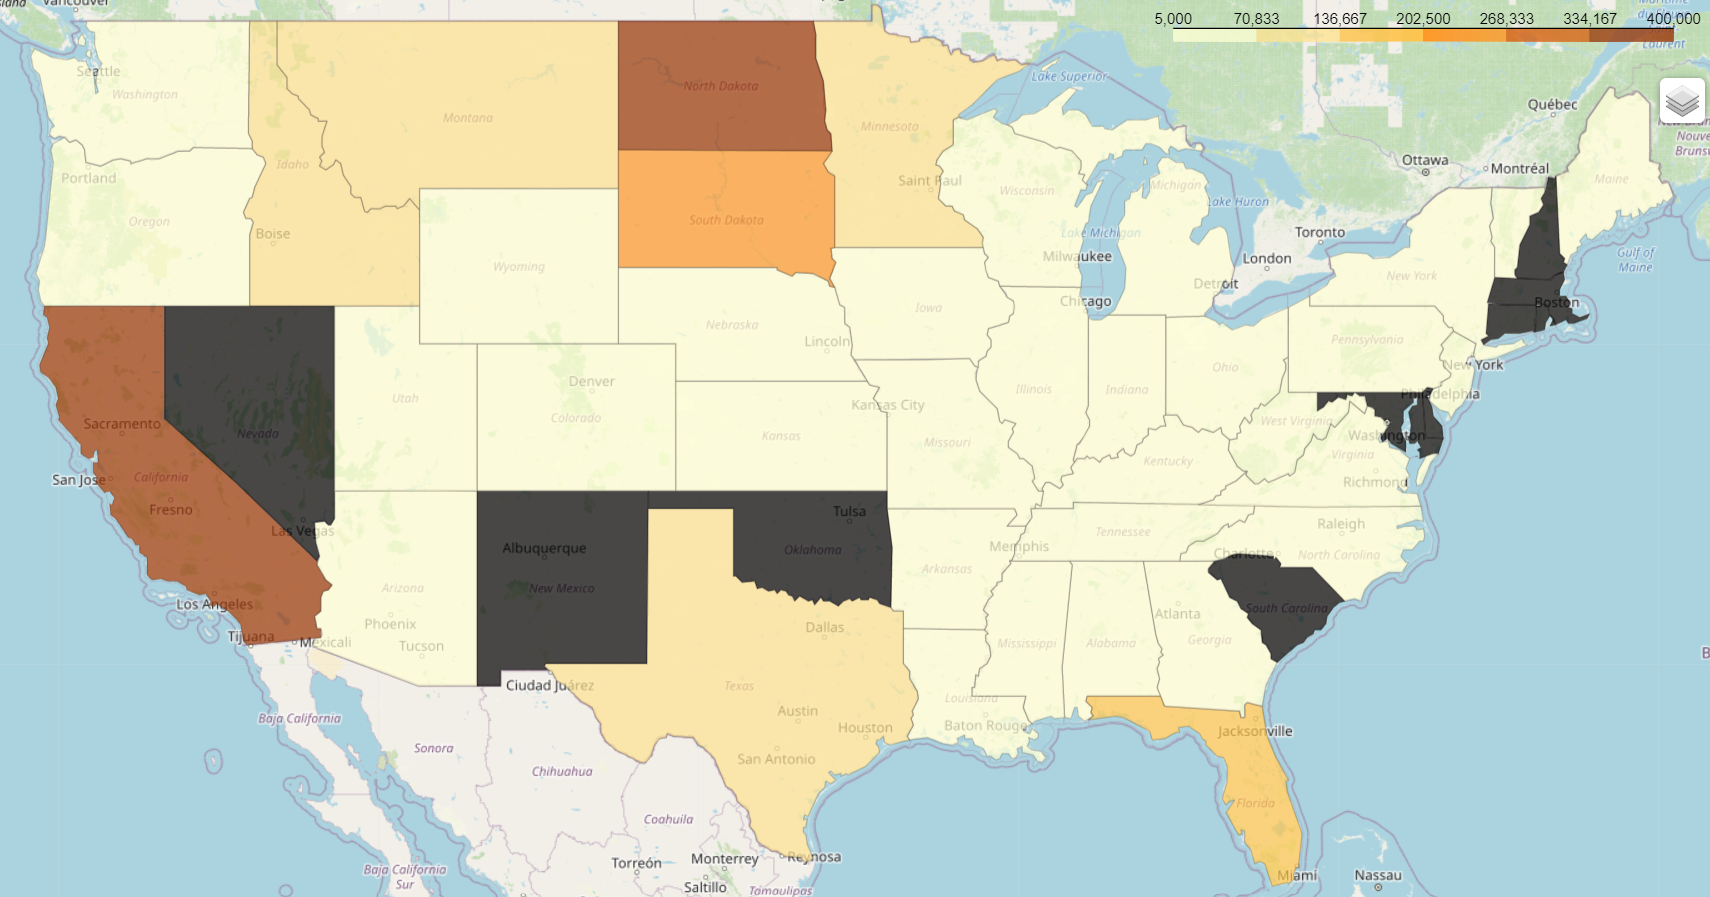 Vancouver
5,000 70,833 136,667 202,500 268,333 334,167 400,000
Seattle
Washington
North Dakota
Lake Superior
Québec
Montana
Minnesota
Idaho
Portland
Saint Paul
Wisconsin
Michigan
Ottawa
Montréal
Maine
Oregon
South Dakota
Lake Huron
Boise
Lake Michigan
Toronto
Gulf of
Maine
Wyoming
Milwaukee
London
New York
Detroit
Chicago
Boston
Iowa
Nebraska
Lincoln
Pennsylvania
New York
Ohio
Denver
Utah
Colorado
Illinois
Indiana
Philadelphia
Sacramento
Nevada
Kansas City
Kansas
Missouri
West Virginia
Washington
Virginia
Kentucky
San Jose
California
Richmond
Fresno
Las Vegas
Tulsa
Raleigh
Tennessee
Albuquerque
Oklahoma
Memphis
Charlotte
North Carolina
Arkansas
New Mexico
Arizona
Los Angeles
South Carolina
Phoenix
Dallas
Atlanta
Georgia
Tijuana
Mexicali
Tucson
Mississippi
Alabama
Ciudad Juárez
Texas
Louisiana
Baja California
Austin
Houston
Baton Rouge
Jacksonville
Sonora
San Antonio
Chihuahua
Florida
Coahuila
Baja California
Sur
Torreón
Monterrey
Reynosa
Miami
Nassau
Saltillo
Tamaulipas